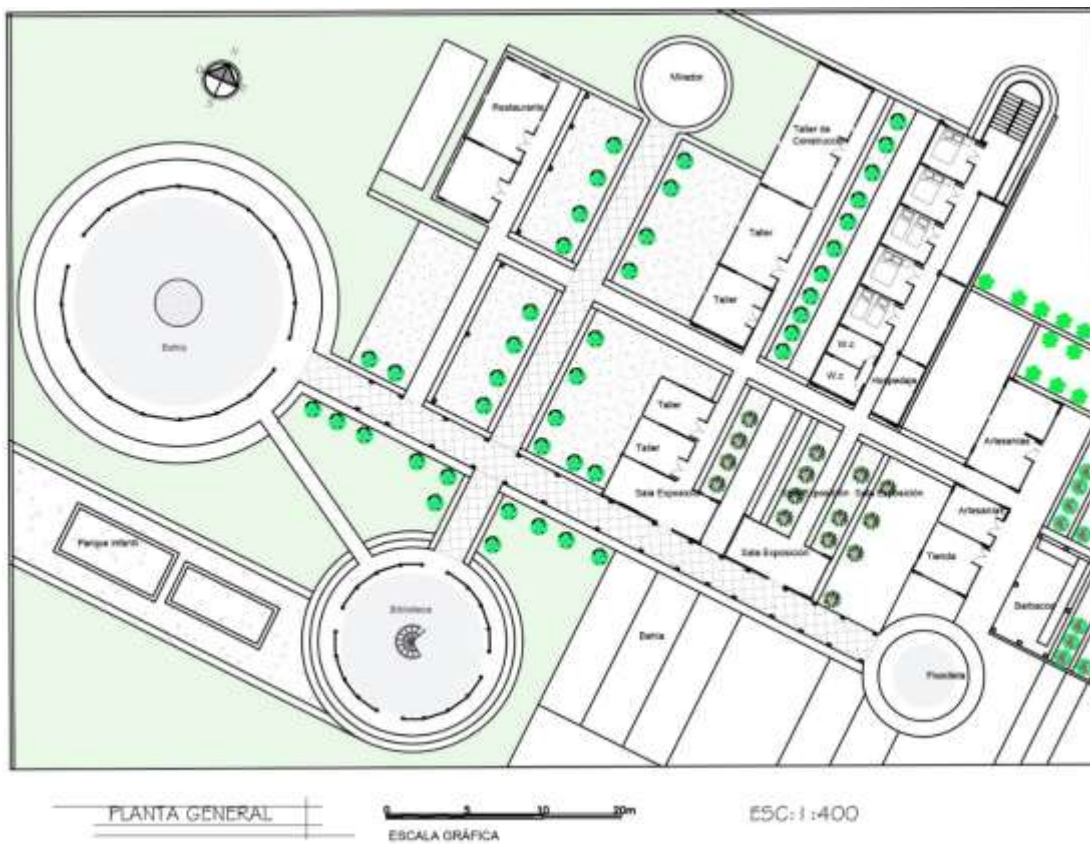 N
Mirador
Restaurante
Taller de
Construcción
Taller
Taller
W.c
W.c
Hospedaje
Taller
Taller
Artesanías
Sala Exposición
Sala Exposición
Artesanías
Sala Exposición
Tienda
Barbacoa
Parque Infantil
Biblioteca
Bahía
PLANTA GENERAL
0 5 10 20m
ESCALA GRÁFICA
ESC:1:400